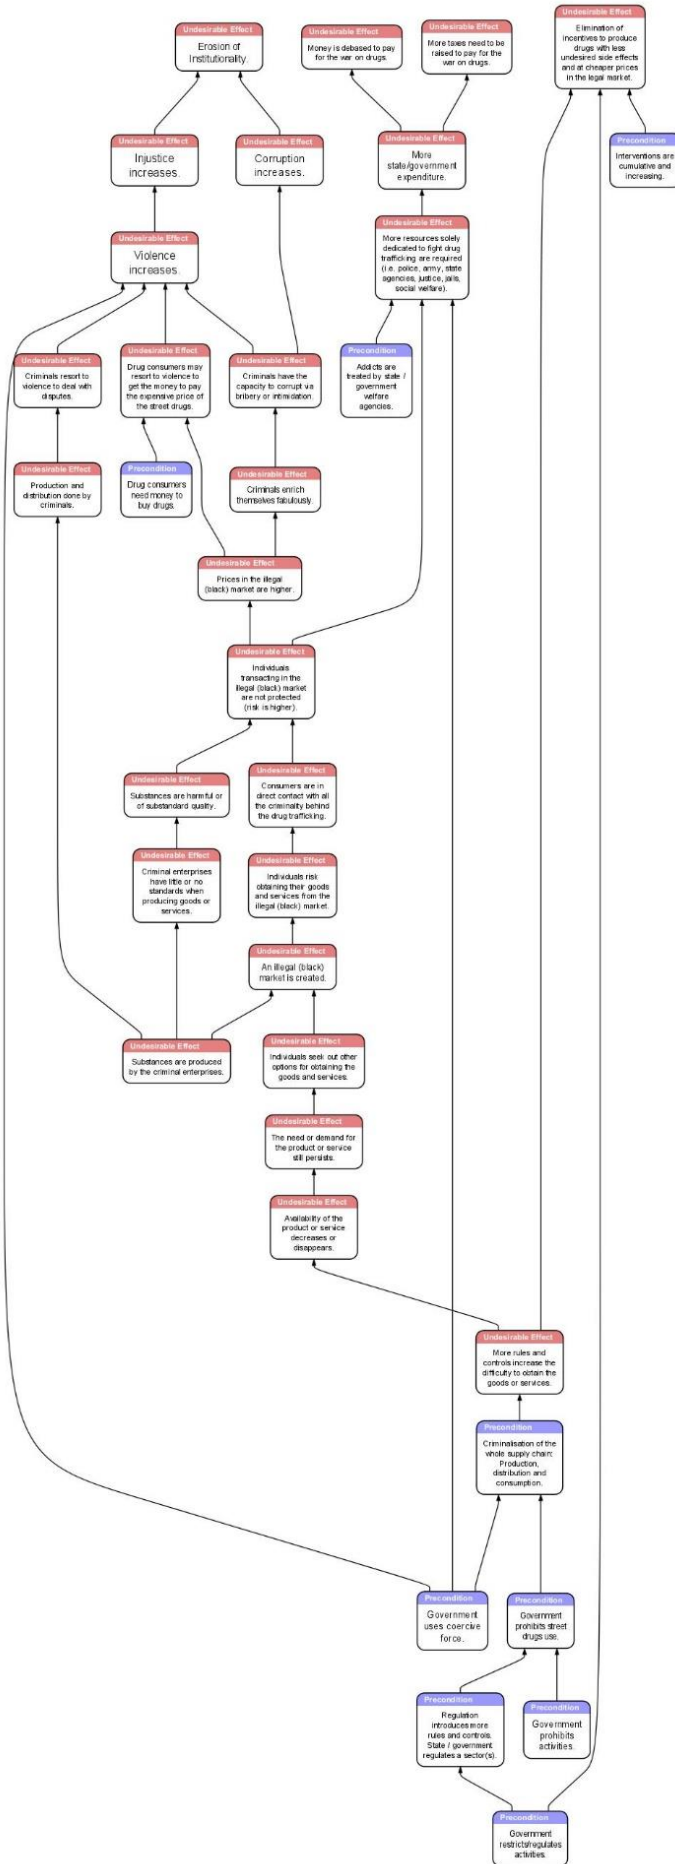 Undesirable Effect
Erosion of
Institutionality.
Undesirable Effect
Money is debased to pay
for the war on drugs.
Undesirable Effect
More taxes need to be
raised to pay for the
war on drugs.
Undesirable Effect
Elimination of
incentives to produce
drugs with less
undesired side effects
and at cheaper prices
in the legal market.
Undesirable Effect
Injustice
increases.
Undesirable Effect
Corruption
increases.
Undesirable Effect
More
state/government
expenditure.
Precondition
Interventions are
cumulative and
increasing.
Undesirable Effect
Violence
increases.
Undesirable Effect
More resources solely
dedicated to fight drug
trafficking are required
(i.e. police, army, state
agencies, justice, jails,
social welfare).
Undesirable Effect
Criminals resort to
violence to deal with
disputes.
Undesirable Effect
Drug consumers may
resort to violence to
get the money to pay
the expensive price of
the street drugs.
Undesirable Effect
Criminals have the
capacity to corrupt via
bribery or intimidation.
Precondition
Addicts are
treated by state /
government
welfare
agencies.
Undesirable Effect
Production and
distribution done by
criminals.
Precondition
Drug consumers
need money to
buy drugs.
Undesirable Effect
Criminals enrich
themselves fabulously.
Undesirable Effect
Prices in the illegal
(black) market are higher.
Undesirable Effect
Individuals
transacting in the
illegal (black) market
are not protected
(risk is higher).
Undesirable Effect
Substances are harmful or
of substandard quality.
Undesirable Effect
Consumers are in
direct contact with all
the criminality behind
the drug trafficking.
Undesirable Effect
Criminal enterprises
have little or no
standards when
producing goods or
services.
Undesirable Effect
Individuals risk
obtaining their goods
and services from the
illegal (black) market.
Undesirable Effect
An illegal (black)
market is created.
Undesirable Effect
Substances are produced
by the criminal enterprises.
Undesirable Effect
Individuals seek out other
options for obtaining the
goods and services.
Undesirable Effect
The need or demand for
the product or service
still persists.
Undesirable Effect
Availability of the
product or service
decreases or
disappears.
Undesirable Effect
More rules and
controls increase the
difficulty to obtain the
goods or services.
Precondition
Criminalisation of the
whole supply chain:
Production,
distribution and
consumption.
Precondition
Government
uses coercive
force.
Precondition
Government
prohibits street
drugs use.
Precondition
Regulation
introduces more
rules and controls.
State / government
regulates a sector(s).
Precondition
Government
prohibits
activities.
Precondition
Government
restricts/regulates
activities.